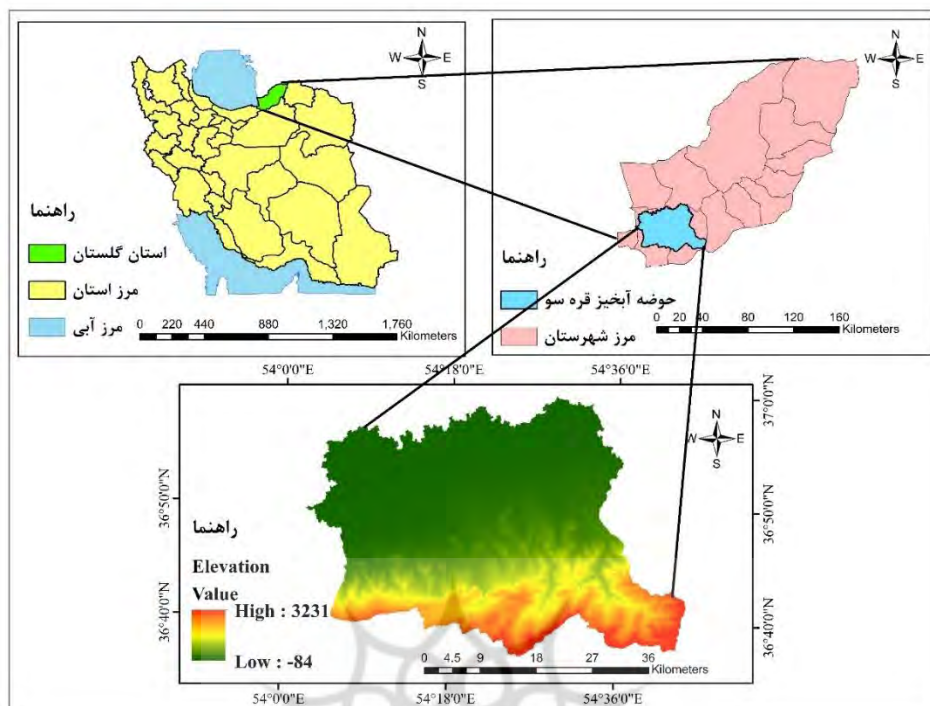 N
W E
S
راهنما
استان گلستان
مرز استان
مرز آبی
0 220 440 880 1,320 1,760
Kilometers
N
W E
S
راهنما
حوضه آبخیز قره سو
مرز شهرستان
0 20 40 80 120 160
Kilometers
54°0'0"E 54°18'0"E 54°36'0"E
37°0'0"N
N
W E
S
36°50'0"N
36°50'0"N
راهنما
Elevation
Value
High : 3231
Low : -84
36°40'0"N
36°40'0"N
0 4.5 9 18 27 36
Kilometers
54°0'0"E 54°18'0"E 54°36'0"E